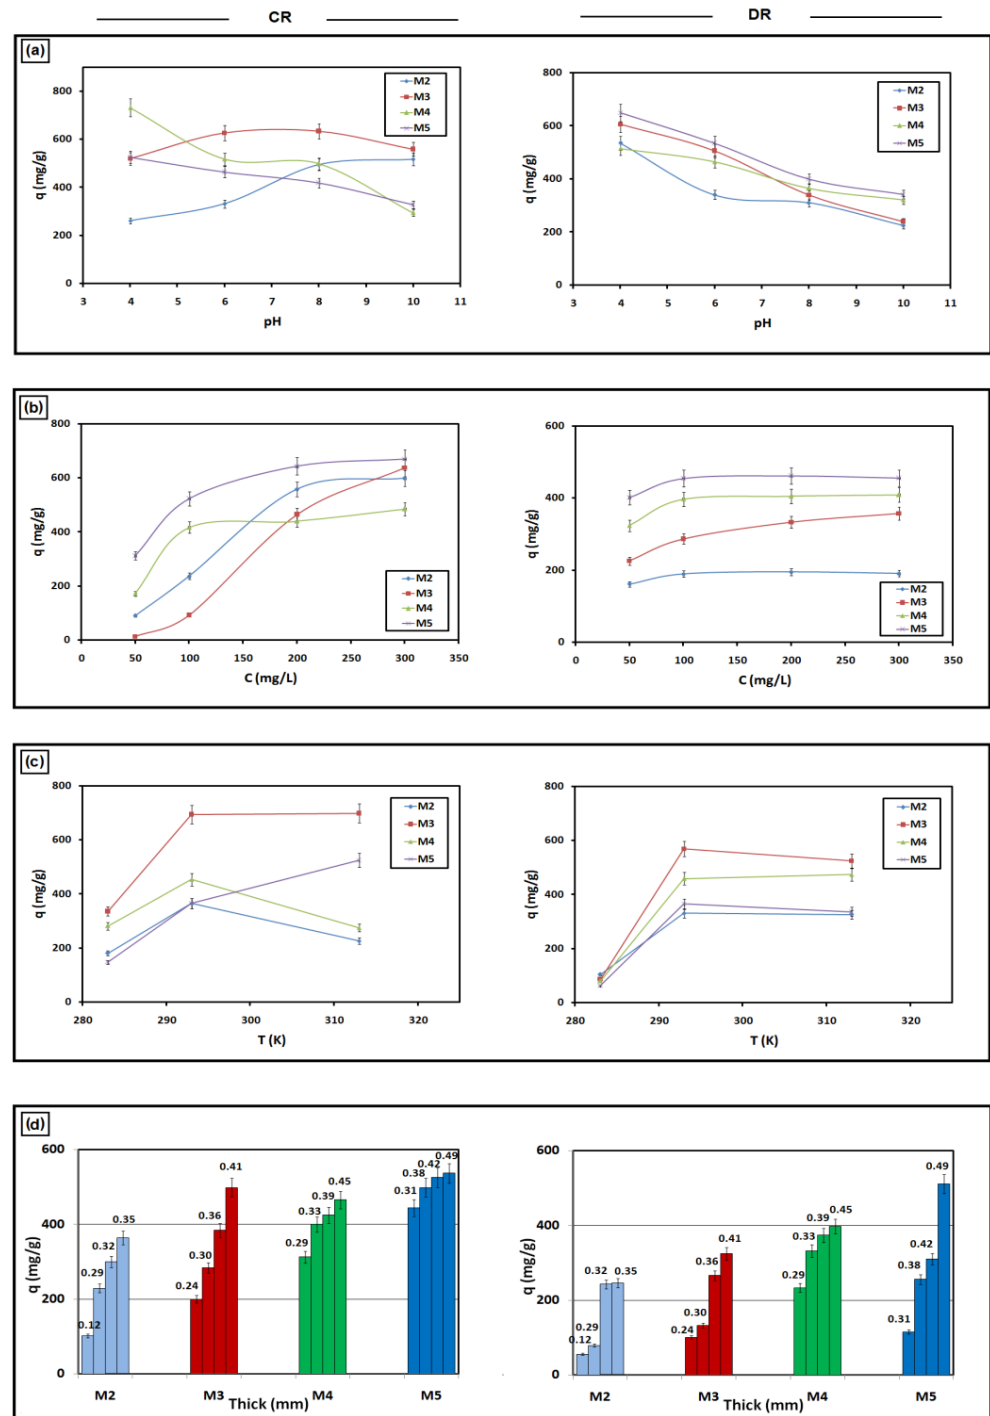 CR DR
(a)
800 600 400 200 0
q (mg/g)
M2
M3
M4
M5
3 4 5 6 7 8 9 10 11
pH
800 600 400 200 0
q (mg/g)
M2
M3
M4
M5
3 4 5 6 7 8 9 10 11
pH
(b)
800 600 400 200 0
q (mg/g)
M2
M3
M4
M5
0 50 100 150 200 250 300 350
C (mg/L)
600 400 200 0
q (mg/g)
M2
M3
M4
M5
0 50 100 150 200 250 300 350
C (mg/L)
(c)
800 600 400 200 0
q (mg/g)
M2
M3
M4
M5
280 290 300 310 320
T (K)
800 600 400 200 0
q (mg/g)
M2
M3
M4
M5
280 290 300 310 320
T (K)
(d)
600 400 200 0
q (mg/g)
0.12 0.29 0.32 0.35
0.24 0.30 0.36 0.41
0.29 0.33 0.39 0.45
0.31 0.38 0.42 0.49
M2 M3 M4 M5
Thick (mm)
600 400 200 0
q (mg/g)
0.12 0.29 0.32 0.35
0.24 0.30 0.36 0.41
0.29 0.33 0.39 0.45
0.31 0.38 0.42 0.49
M2 M3 M4 M5
Thick (mm)